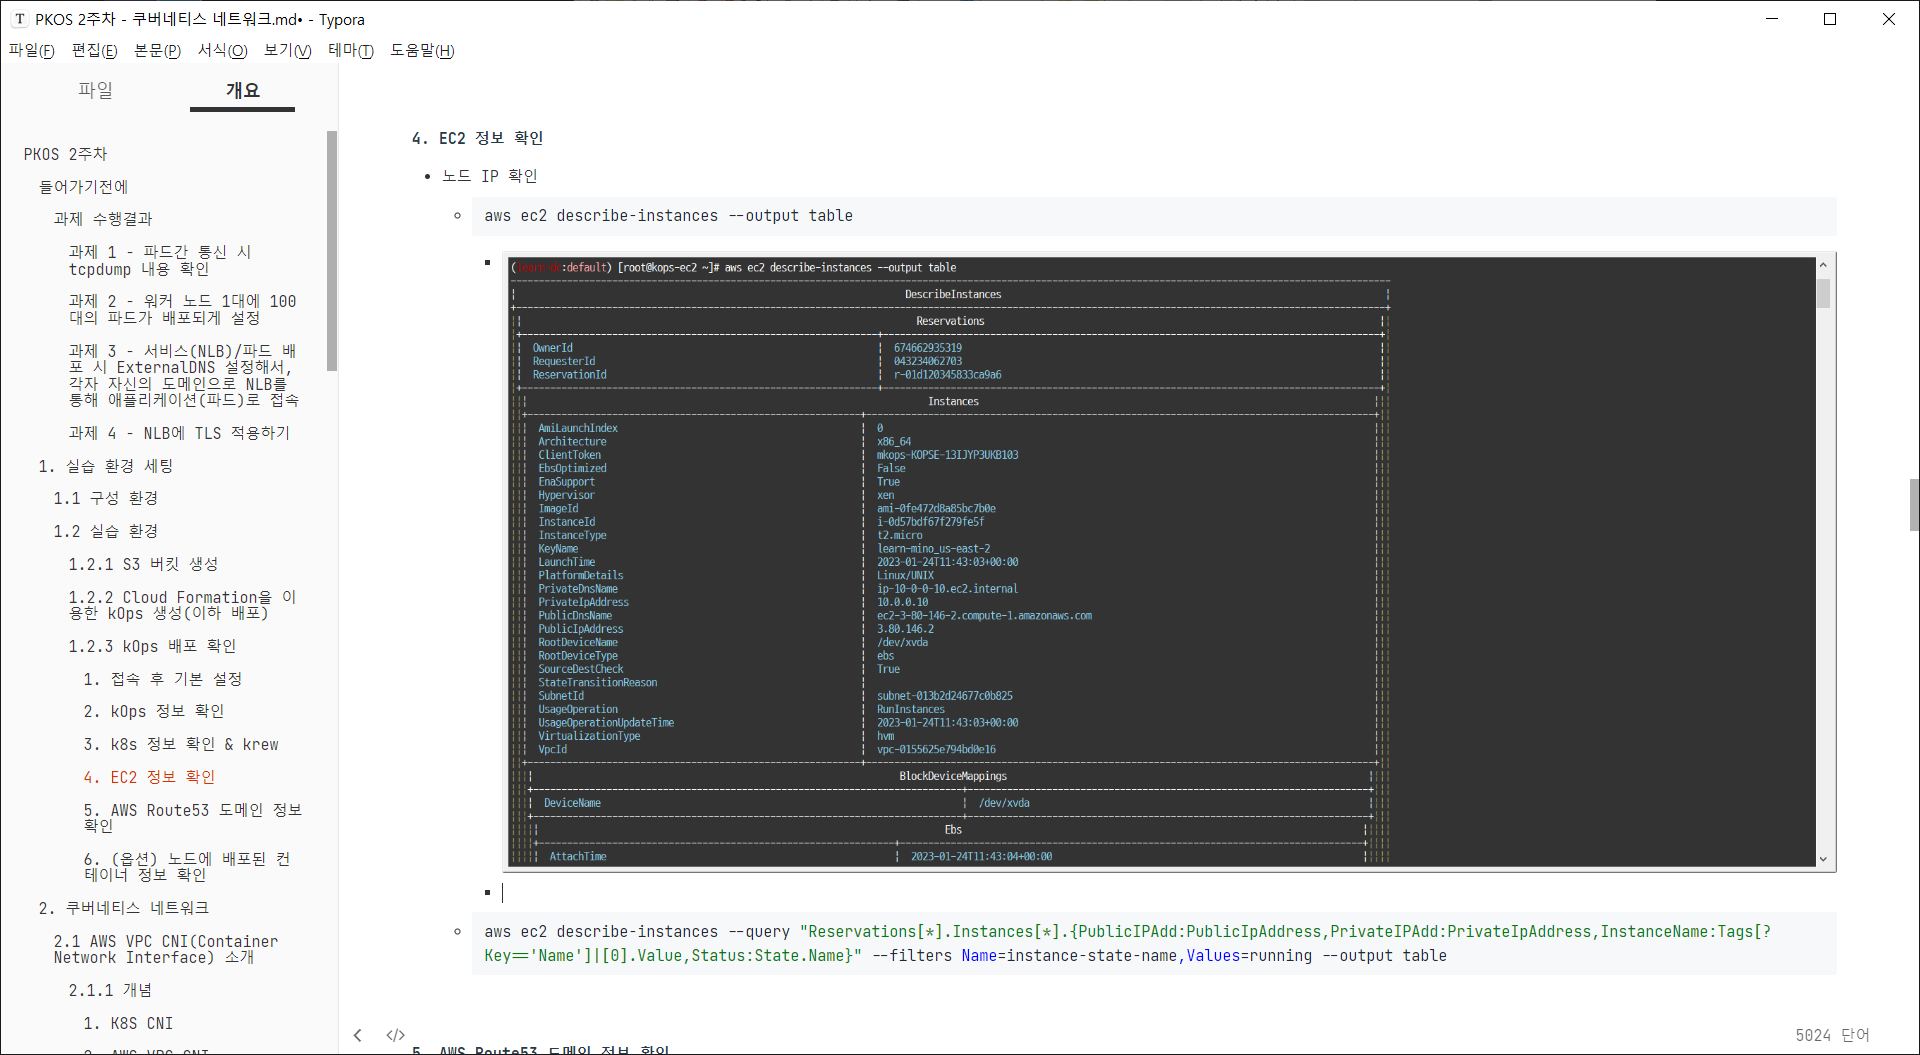 PKOS 2주차 - 쿠버네티스 네트워크.md• - Typora
파일(F) 편집(E) 본문(P) 서식(O) 보기(V) 테마(T) 도움말(H)
파일 개요
PKOS 2주차
들어가기전에
과제 수행결과
과제 1 - 파드간 통신 시
tcpdump 내용 확인
과제 2 - 워커 노드 1대에 100
대의 파드가 배포되게 설정
과제 3 - 서비스(NLB)/파드 배
포 시 ExternalDNS 설정해서,
각자 자신의 도메인으로 NLB를
통해 애플리케이션(파드)로 접속
과제 4 - NLB에 TLS 적용하기
1. 실습 환경 세팅
1.1 구성 환경
1.2 실습 환경
1.2.1 S3 버킷 생성
1.2.2 Cloud Formation을 이
용한 kOps 생성(이하 배포)
1.2.3 kOps 배포 확인
1. 접속 후 기본 설정
2. kOps 정보 확인
3. k8s 정보 확인 & krew
4. EC2 정보 확인
5. AWS Route53 도메인 정보
확인
6. (옵션) 노드에 배포된 컨
테이너 정보 확인
2. 쿠버네티스 네트워크
2.1 AWS VPC CNI(Container
Network Interface) 소개
2.1.1 개념
1. K8S CNI
2. AWS VPC CNI
4. EC2 정보 확인
• 노드 IP 확인
aws ec2 describe-instances --output table
:default) [root@kops-ec2 ~]# aws ec2 describe-instances --output table
DescribeInstances
Reservations
OwnerId | 674662935319
RequesterId | 043234062703
ReservationId | r-01d120345833ca9a6
Instances
AmiLaunchIndex | 0
Architecture | x86_64
ClientToken | mkops-KOPSE-13IJYP3UKB103
EbsOptimized | False
EnaSupport | True
Hypervisor | xen
ImageId | ami-0fe472d8a85bc7b0e
InstanceId | i-0d57bdf67f279fe5f
InstanceType | t2.micro
KeyName | learn-mino_us-east-2
LaunchTime | 2023-01-24T11:43:03+00:00
PlatformDetails | Linux/UNIX
PrivateDnsName | ip-10-0-0-10.ec2.internal
PrivateIpAddress | 10.0.0.10
PublicDnsName | ec2-3-80-146-2.compute-1.amazonaws.com
PublicIpAddress | 3.80.146.2
RootDeviceName | /dev/xvda
RootDeviceType | ebs
SourceDestCheck | True
StateTransitionReason |
SubnetId | subnet-013b2d24677c0b825
UsageOperation | RunInstances
UsageOperationUpdateTime | 2023-01-24T11:43:03+00:00
VirtualizationType | hvm
VpcId | vpc-0155625e794bd0e16
BlockDeviceMappings
DeviceName | /dev/xvda
Ebs
AttachTime | 2023-01-24T11:43:04+00:00
aws ec2 describe-instances --query "Reservations[*].Instances[*].{PublicIPAdd:PublicIpAddress,PrivateIPAdd:PrivateIpAddress,InstanceName:Tags[?
Key=='Name']|[0].Value,Status:State.Name}" --filters Name=instance-state-name,Values=running --output table
5. AWS Route53 도메인 정보 확인
5024 단어